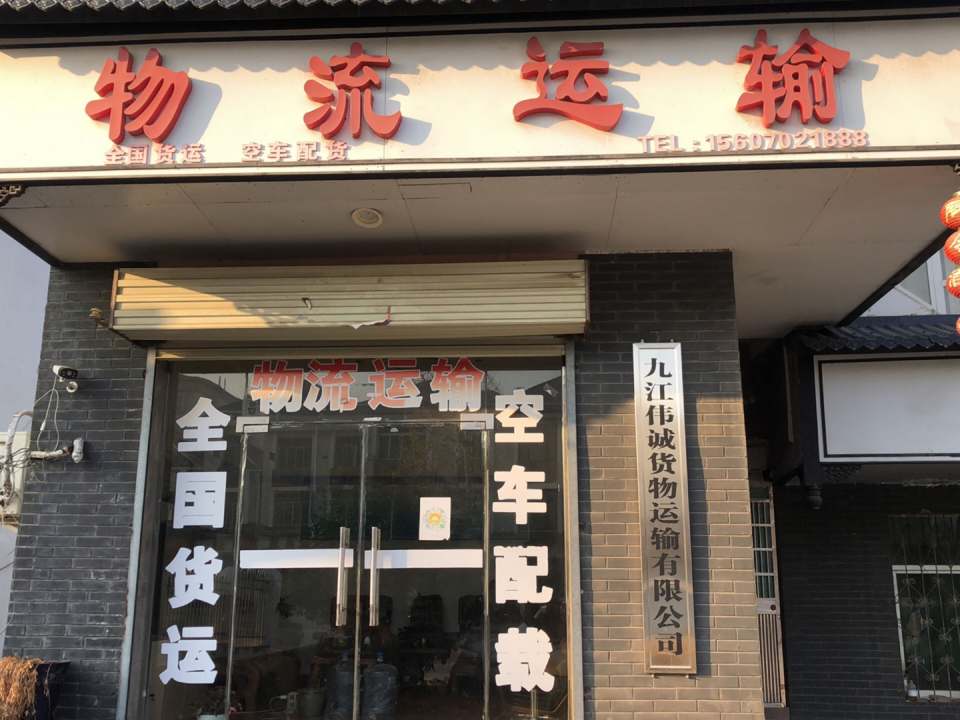 物流运输
全国货运 空车配货 TEL:15607021888
物流运输
全国货运
空车配载
九江伟诚货物运输有限公司